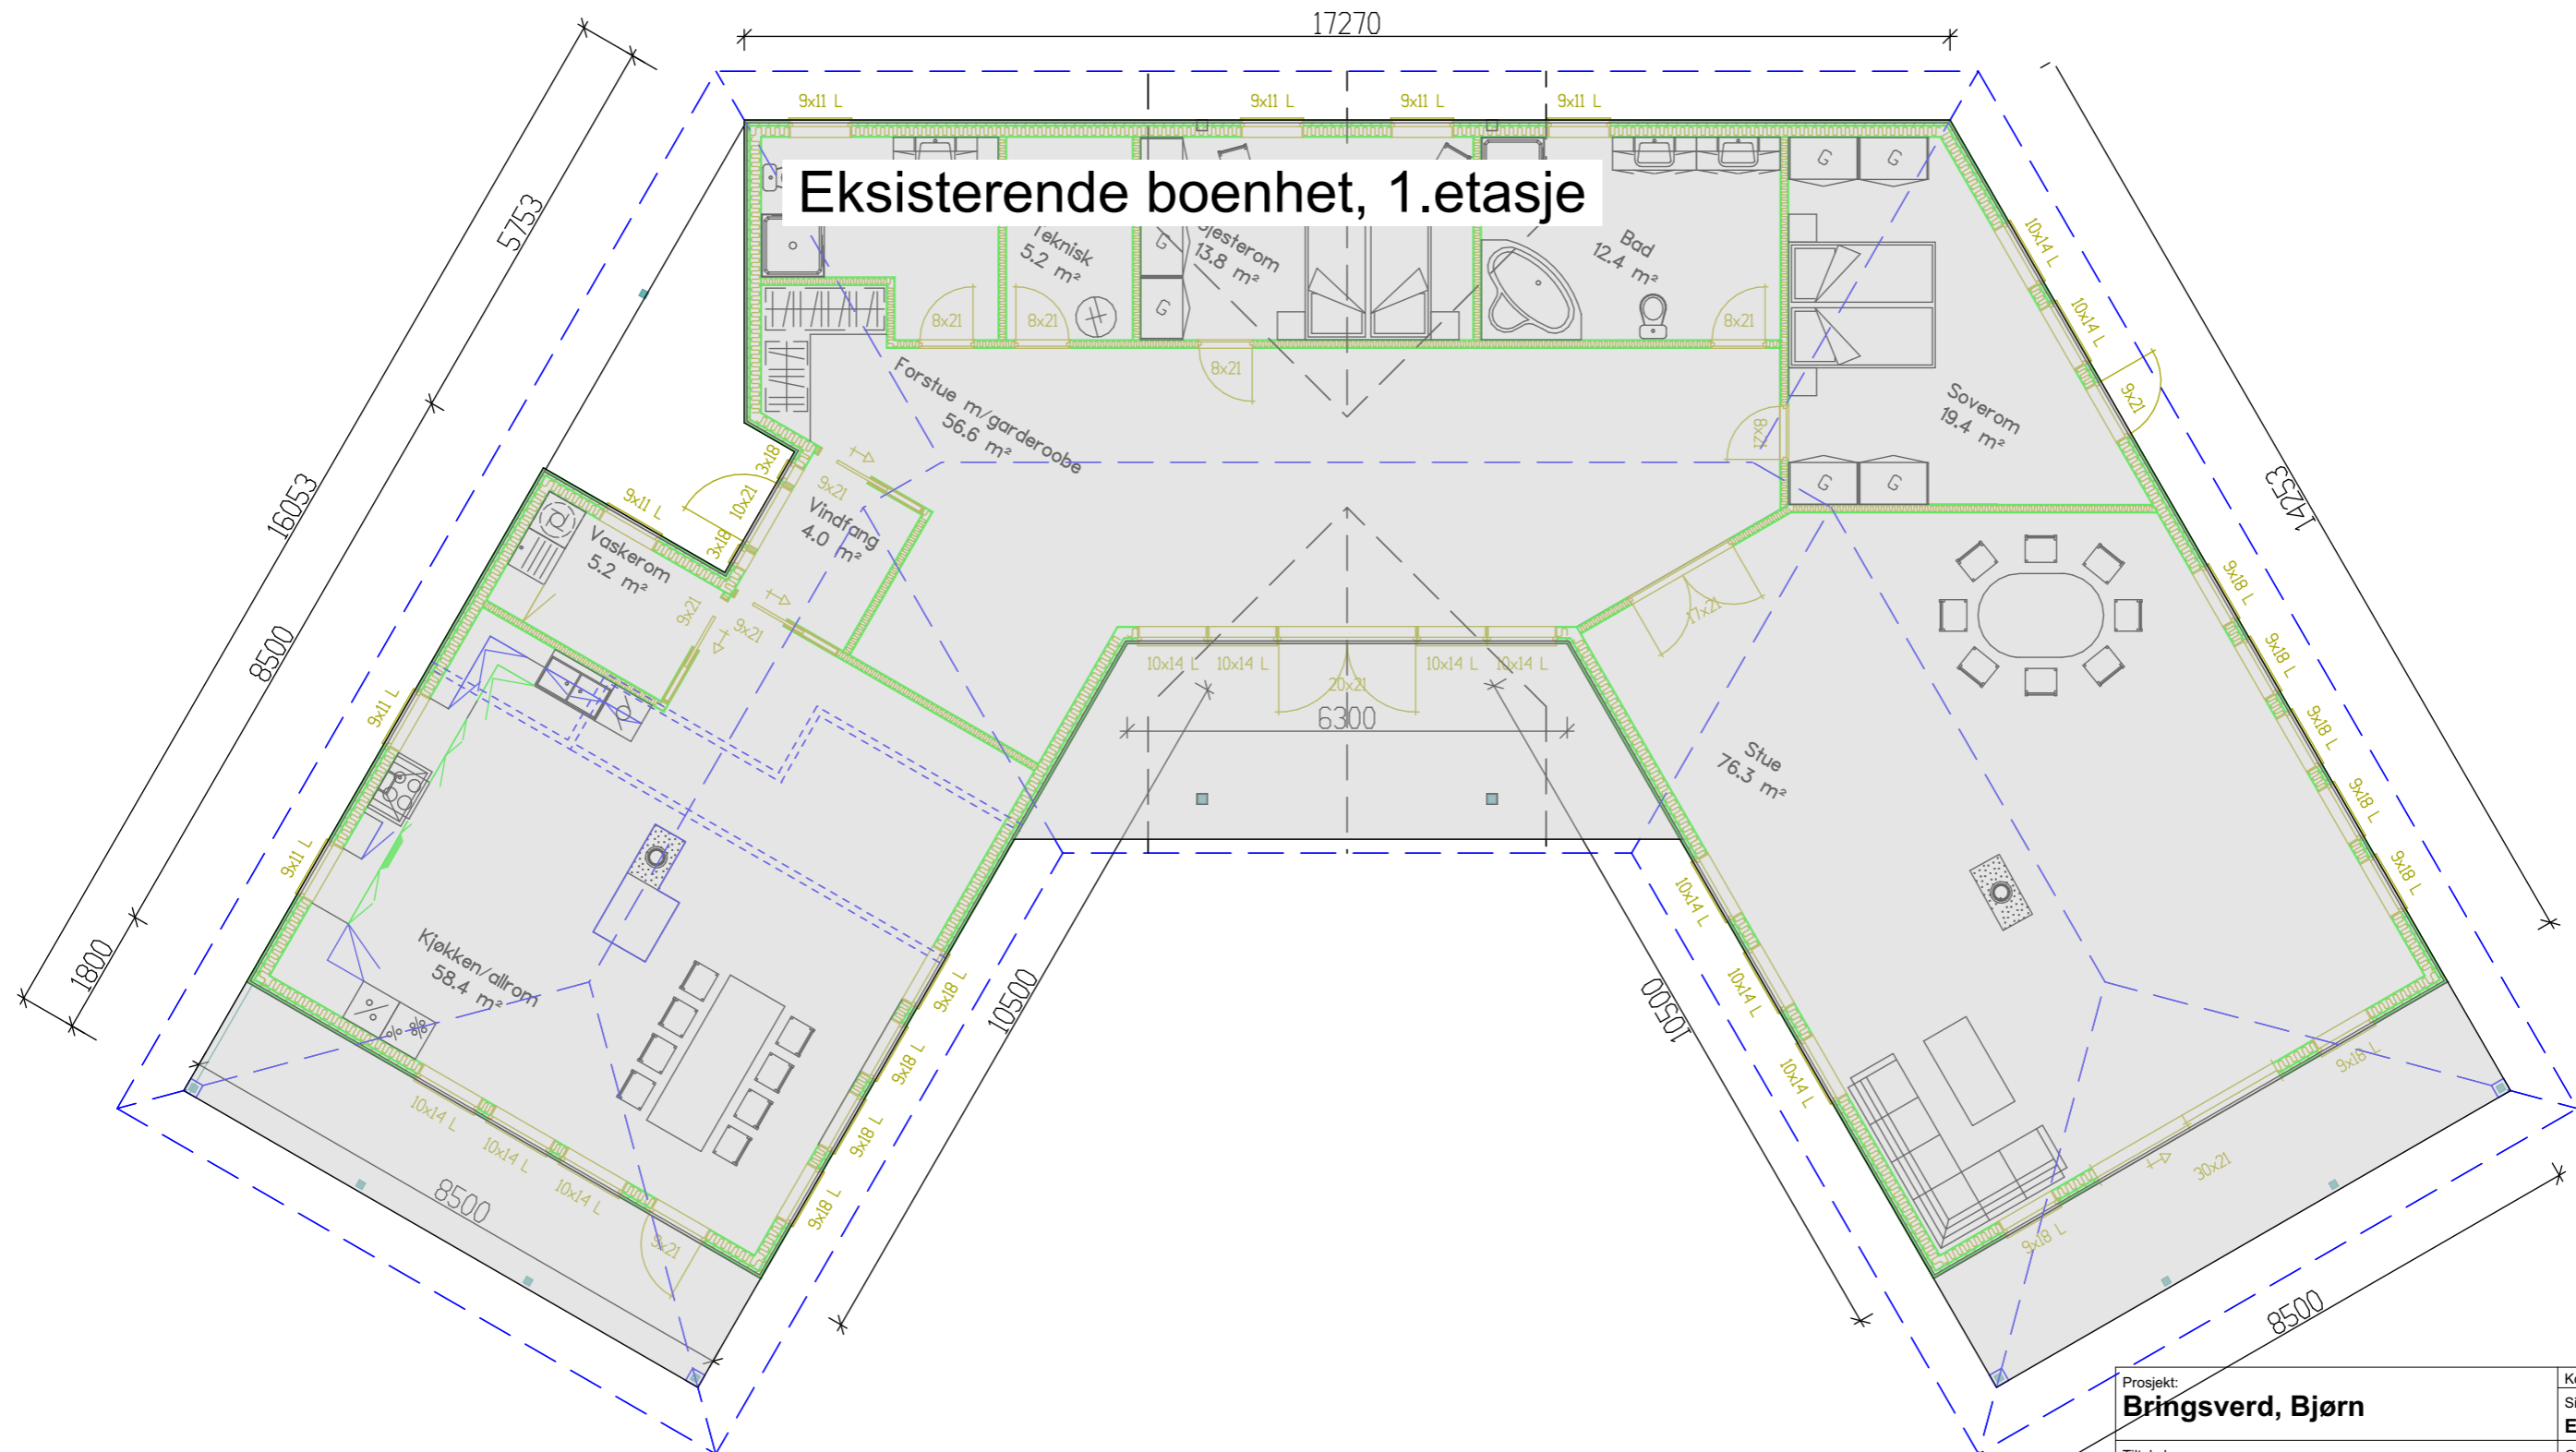 17270
9x11 L
9x11 L
9x11 L
9x11 L
Eksisterende boenhet, 1.etasje
5753
G
G
G
G
Teknisk
5.2 m²
13.8 m²
Bad
12.4 m²
10x14 L
10x14 L
9x21
8x21
8x21
8x21
8x21
8x21
Forstue m/garderoobe
56.6 m²
Soverom
19.4 m²
G
G
14253
16053
3x18
10x21
3x18
9x11 L
9x21
Vindfang
4.0 m²
Vaskerom
5.2 m²
9x21
9x21
17x21
8500
9x18 L
9x18 L
9x18 L
9x18 L
9x18 L
10x14 L
10x14 L
10x14 L
10x14 L
20x21
6300
9x11 L
9x11 L
Stue
76.3 m²
1800
Kjøkken/allrom
58.4 m²
10500
10500
9x18 L
9x18 L
9x18 L
9x18 L
10x14 L
10x14 L
10x14 L
10x14 L
10x14 L
10x14 L
9x21
8500
9x18 L
30x21
9x18 L
8500
Prosjekt:
Bringsverd, Bjørn